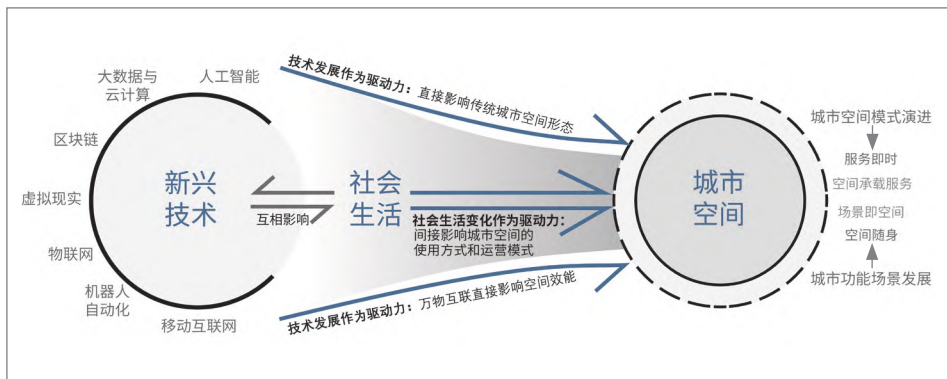 人工智能
大数据与
云计算
区块链
虚拟现实
物联网
机器人
自动化
移动互联网
新兴
技术
互相影响
社会
生活
技术发展作为驱动力：直接影响传统城市空间形态
社会生活变化作为驱动力：
间接影响城市空间的
使用方式和运营模式
技术发展作为驱动力：万物互联直接影响空间效能
城市
空间
城市空间模式演进
服务即时
空间承载服务
场景即空间
空间随身
城市功能场景发展